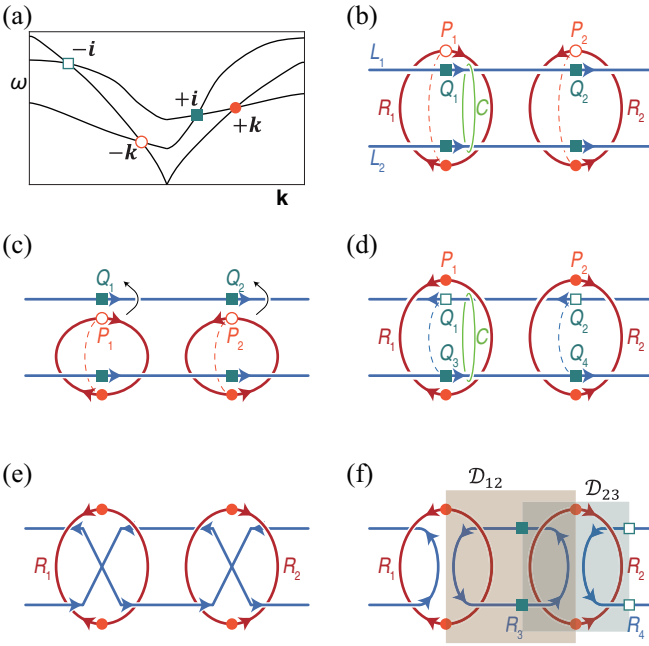 (a)
ω
−i
+i
−k
+k
k
(b)
P1
P2
L1
Q1
Q2
R1
C
R2
L2
(c)
Q1
Q2
P1
P2
(d)
P1
P2
Q1
Q2
R1
C
R2
Q3
Q4
(e)
R1
R2
(f)
𝒟12
𝒟23
R1
R2
R3
R4